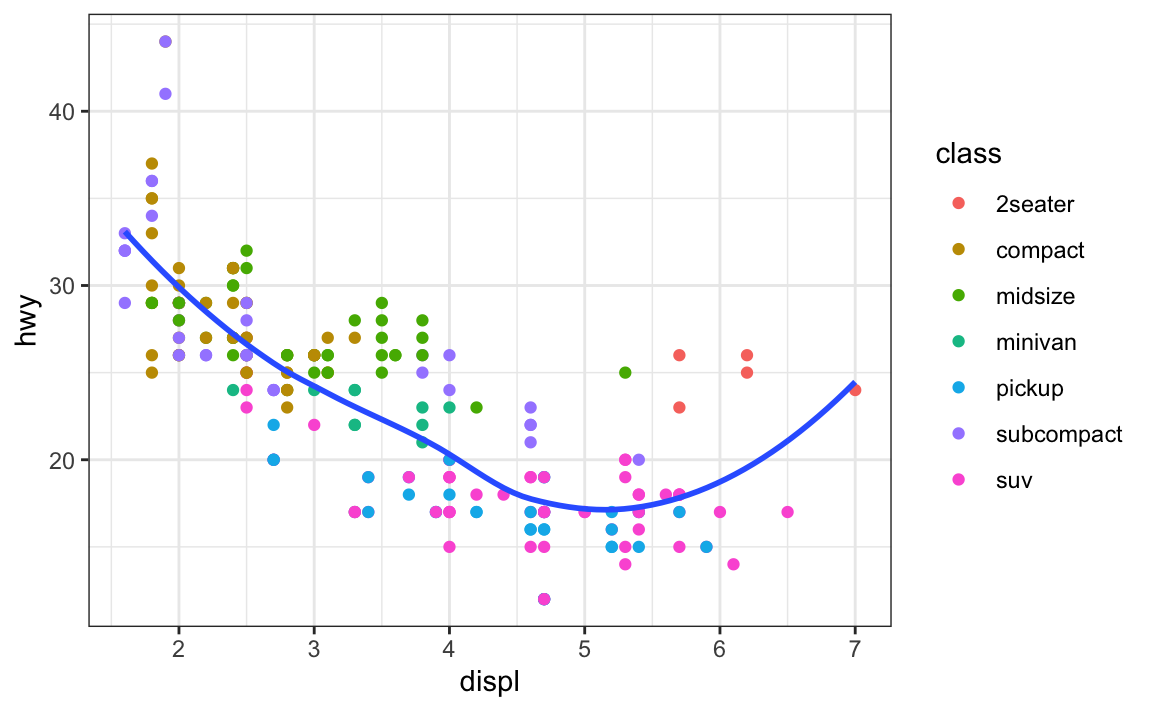 hwy
40
30
20
2 3 4 5 6 7
displ
class
2seater
compact
midsize
minivan
pickup
subcompact
suv